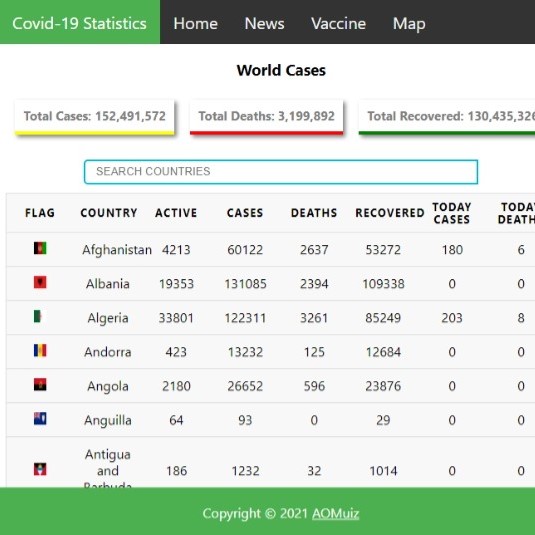 Covid-19 Statistics Home News Vaccine Map
World Cases
Total Cases: 152,491,572 Total Deaths: 3,199,892 Total Recovered: 130,435,326
SEARCH COUNTRIES
FLAG COUNTRY ACTIVE CASES DEATHS RECOVERED TODAY CASES TODAY DEATH
Afghanistan 4213 60122 2637 53272 180 6
Albania 19353 131085 2394 109338 0 0
Algeria 33801 122311 3261 85249 203 8
Andorra 423 13232 125 12684 0 0
Angola 2180 26652 596 23876 0 0
Anguilla 64 93 0 29 0 0
Antigua and Barbuda 186 1232 32 1014 0 0
Copyright © 2021 AOMuiz